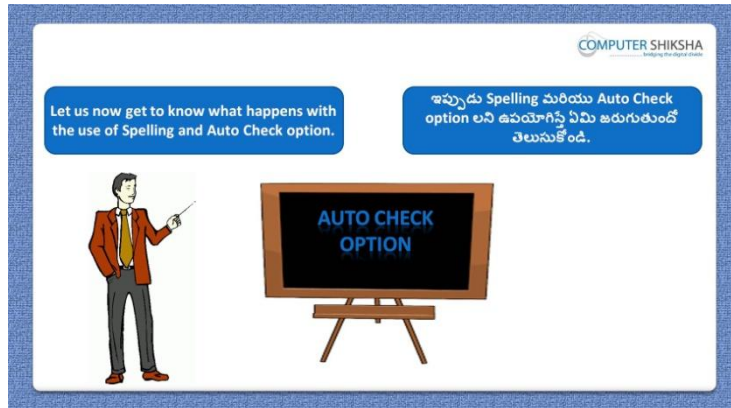 COMPUTER SHIKSHA
bridging the digital divide
Let us now get to know what happens with
the use of Spelling and Auto Check option.
ఇప్పుడు Spelling మరియు Auto Check
option లని ఉపయోగిస్తే ఏమి జరుగుతుందో
తెలుసుకోండి.
AUTO CHECK
OPTION